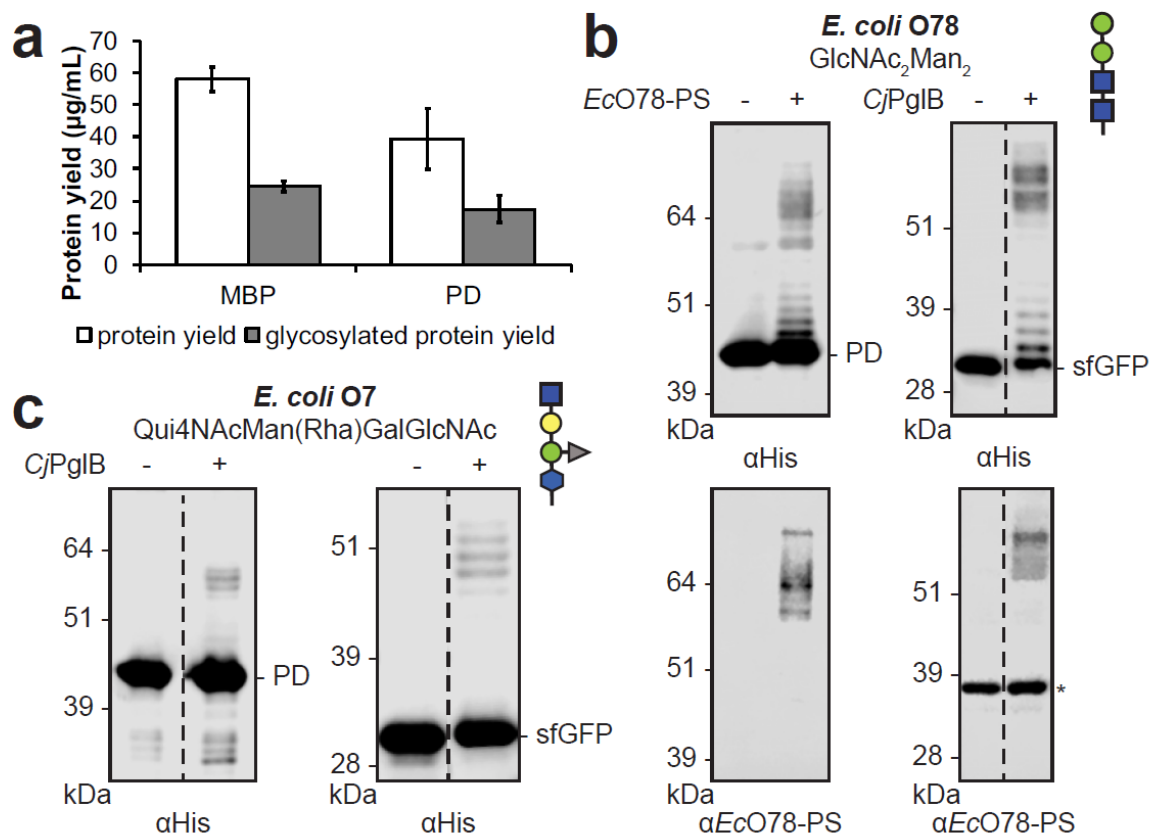 a
70
60
50
40
30
20
10
0
Protein yield (µg/mL)
MBP PD
protein yield glycosylated protein yield
b
E. coli O78
GlcNAc2Man2
EcO78-PS - +
64
51
39
kDa
PD
αHis
CjPglB - +
51
39
28
kDa
sfGFP
αHis
64
51
39
kDa
αEcO78-PS
51
39
28
kDa
*
αEcO78-PS
c
E. coli O7
Qui4NAcMan(Rha)GalGlcNAc
CjPglB - +
64
51
39
kDa
PD
αHis
- +
51
39
28
kDa
sfGFP
αHis